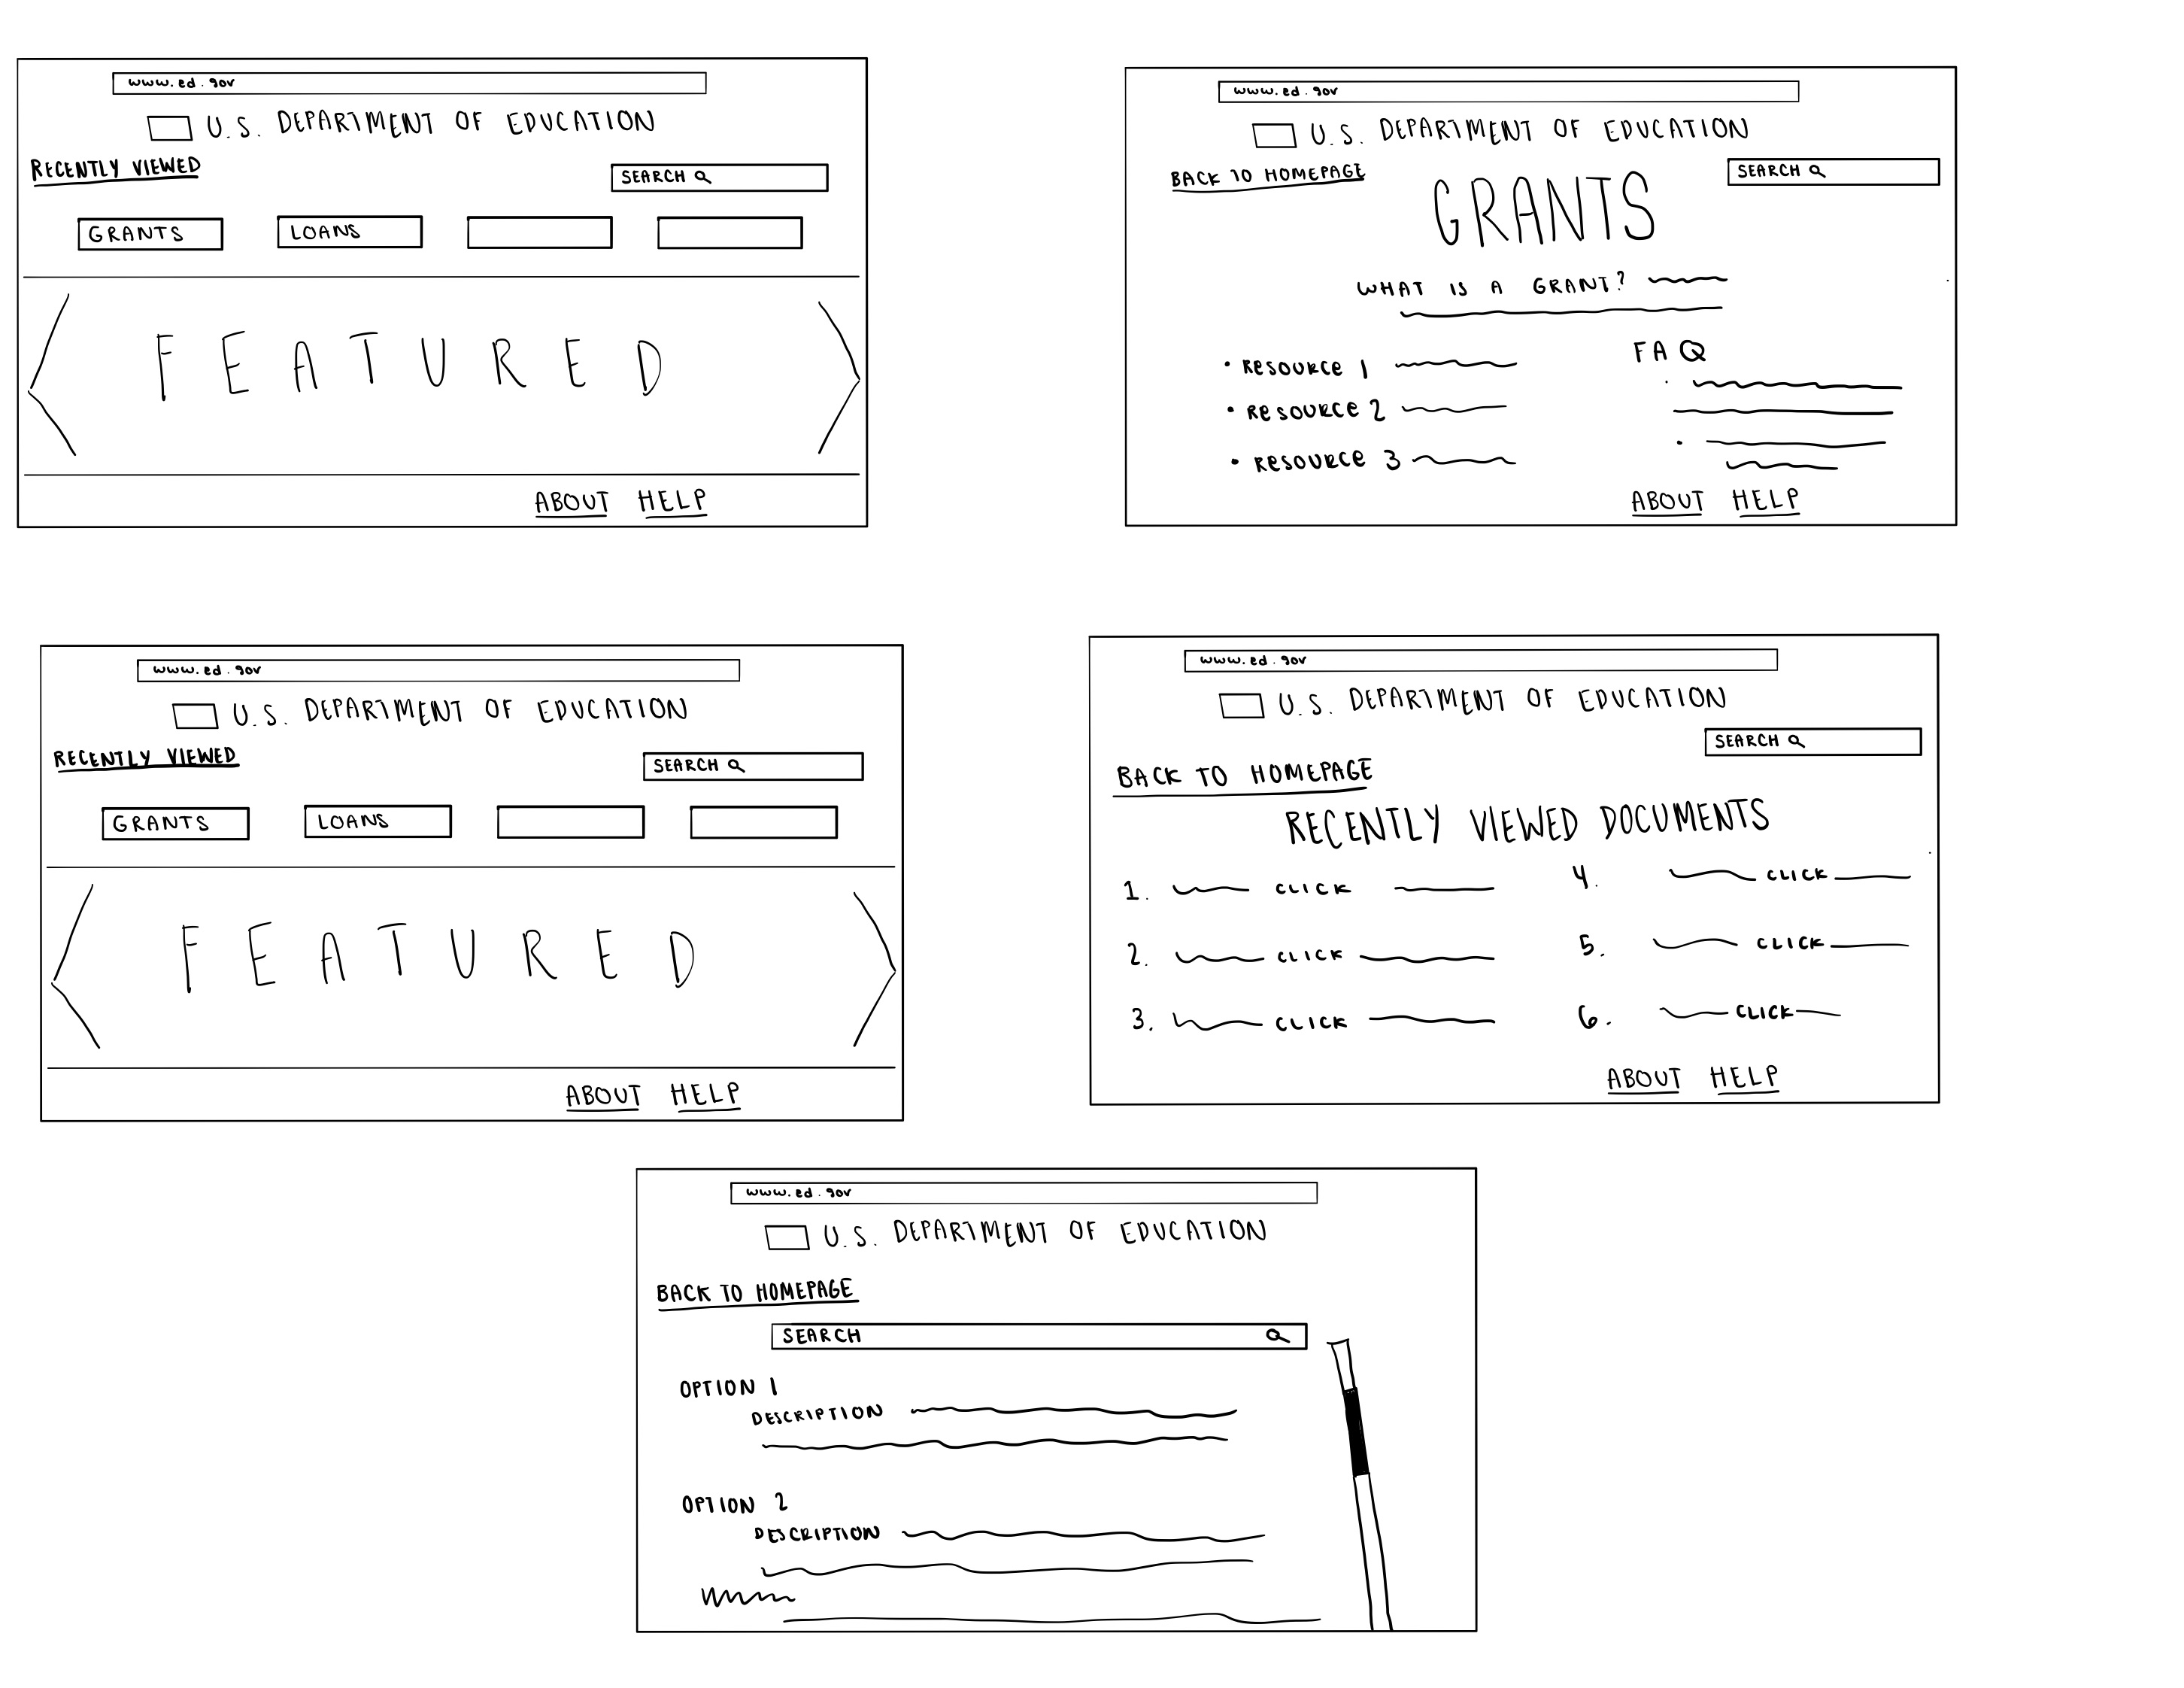 www.ed.gov
U.S. DEPARTMENT OF EDUCATION
RECENTLY VIEWED
SEARCH
GRANTS LOANS
FEATURED
ABOUT HELP
www.ed.gov
U.S. DEPARTMENT OF EDUCATION
BACK TO HOMEPAGE
SEARCH
GRANTS
WHAT IS A GRANT?
• RESOURCE 1
• RESOURCE 2
• RESOURCE 3
FAQ
ABOUT HELP
www.ed.gov
U.S. DEPARTMENT OF EDUCATION
RECENTLY VIEWED
SEARCH
GRANTS LOANS
FEATURED
ABOUT HELP
www.ed.gov
U.S. DEPARTMENT OF EDUCATION
SEARCH
BACK TO HOMEPAGE
RECENTLY VIEWED DOCUMENTS
1. CLICK
2. CLICK
3. CLICK
4. CLICK
5. CLICK
6. CLICK
ABOUT HELP
www.ed.gov
U.S. DEPARTMENT OF EDUCATION
BACK TO HOMEPAGE
SEARCH
OPTION 1
DESCRIPTION
OPTION 2
DESCRIPTION